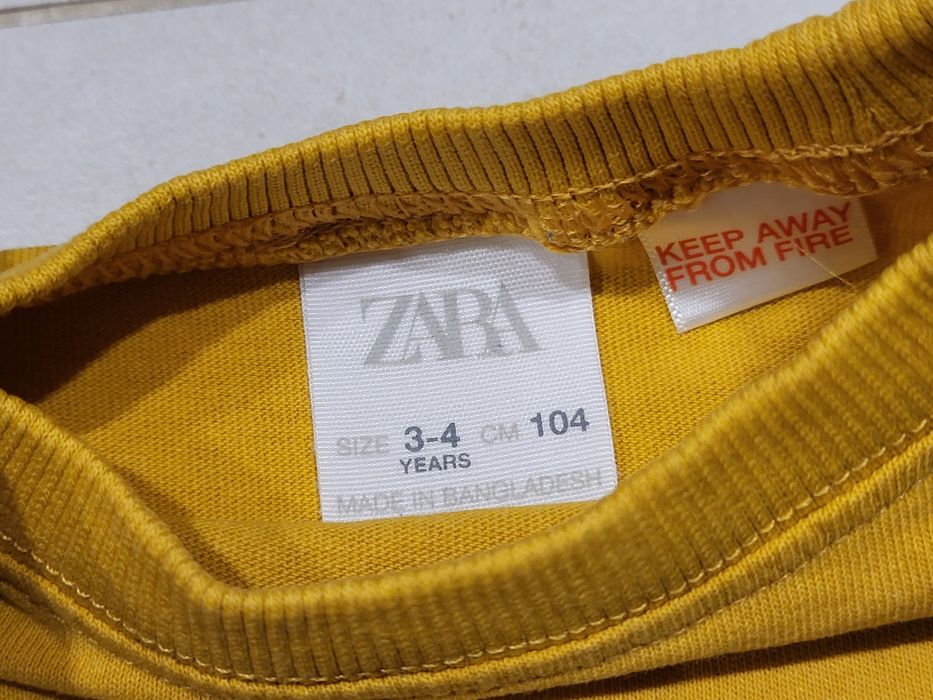 ZARA
SIZE 3-4 CM 104
YEARS
MADE IN BANGLADESH
KEEP AWAY
FROM FIRE